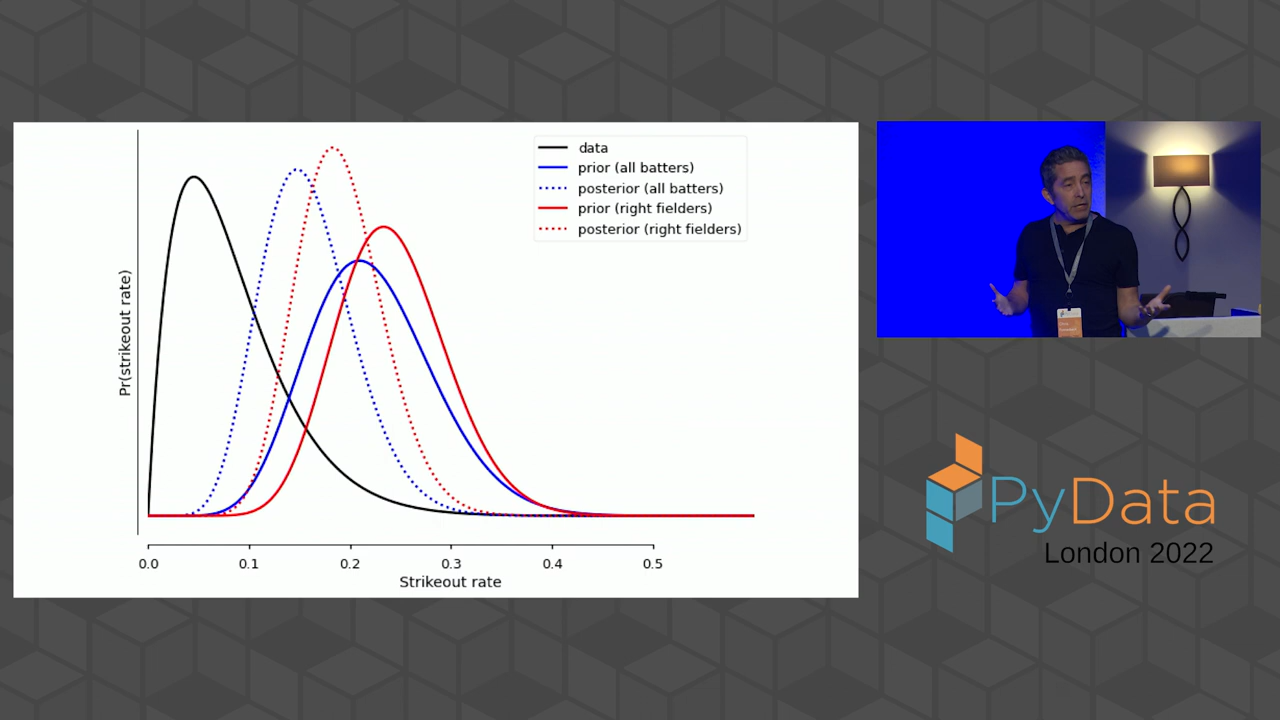 data
prior (all batters)
posterior (all batters)
prior (right fielders)
posterior (right fielders)
Pr(strikeout rate)
0.0 0.1 0.2 0.3 0.4 0.5
Strikeout rate
PyData
London 2022